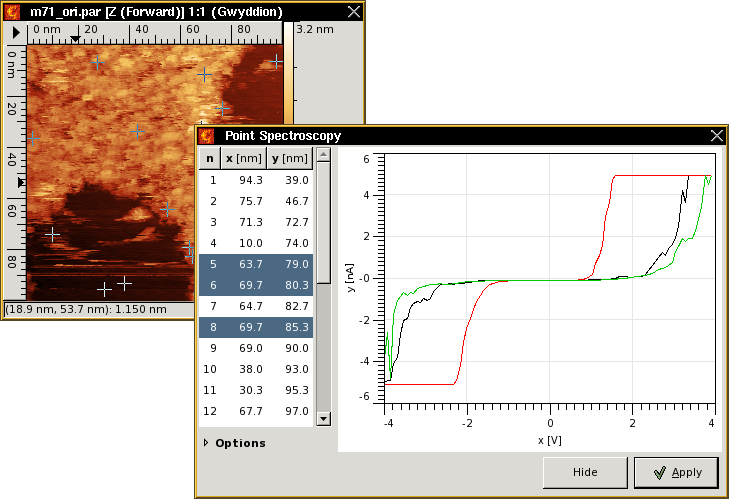 m71_ori.par [Z (Forward)] 1:1 (Gwyddion)
0 nm 20 40 60 80
3.2 nm
0 nm
20
40
60
80
(18.9 nm, 53.7 nm): 1.150 nm
Point Spectroscopy
n x [nm] y [nm]
1 94.3 39.0
2 75.7 46.7
3 71.3 72.7
4 10.0 74.0
5 63.7 79.0
6 69.7 80.3
7 64.7 82.7
8 69.7 85.3
9 69.0 90.0
10 38.0 93.0
11 30.3 95.3
12 67.7 97.0
Options
6
4
2
-0
-2
-4
-6
y [nA]
-4 -2 0 2 4
x [V]
Hide Apply